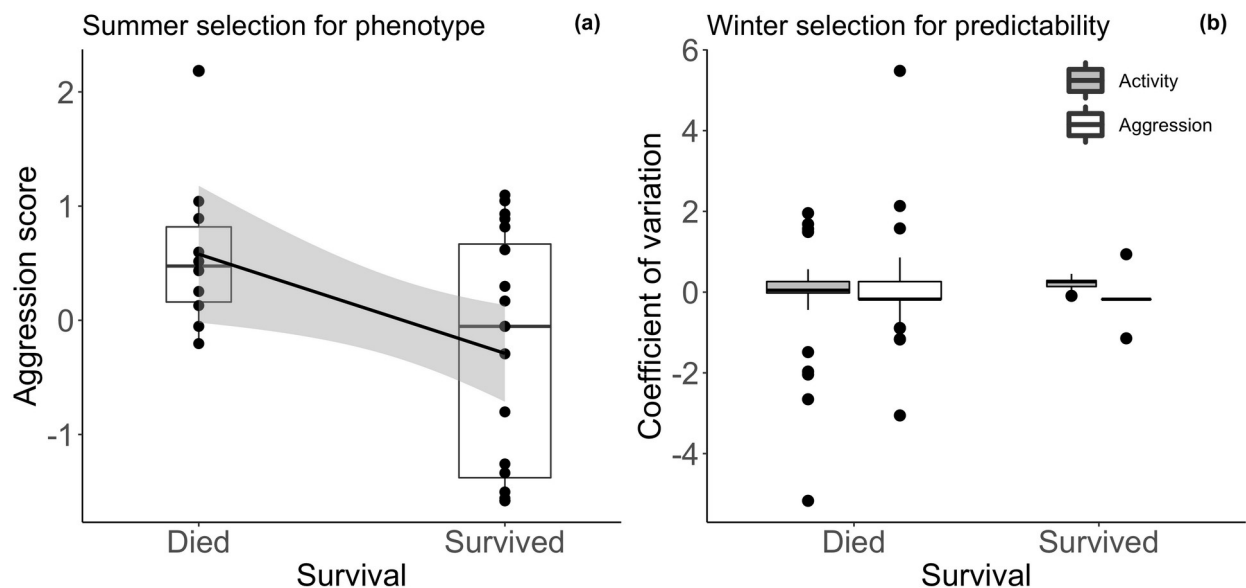 Summer selection for phenotype (a)
Aggression score
2
1
0
-1
Died Survived
Survival
Winter selection for predictability (b)
Coefficient of variation
6
4
2
0
-2
-4
Activity
Aggression
Died Survived
Survival